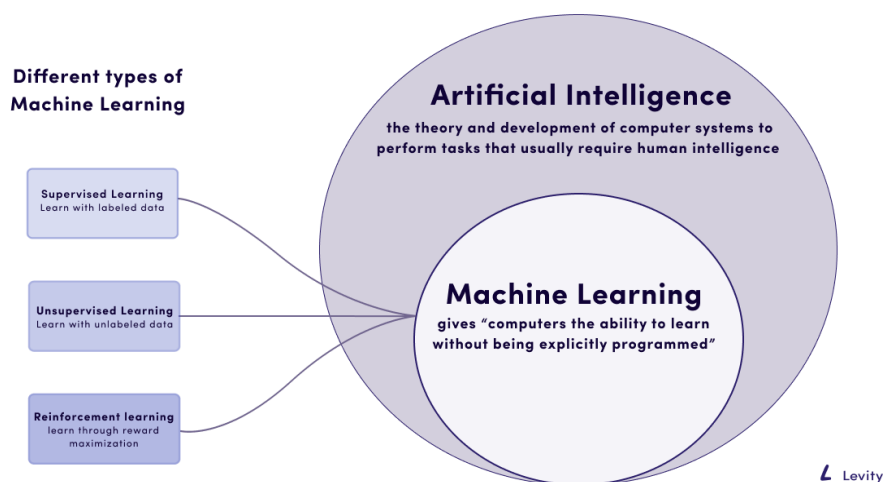 Different types of
Machine Learning
Supervised Learning
Learn with labeled data
Unsupervised Learning
Learn with unlabeled data
Reinforcement learning
learn through reward
maximization
Artificial Intelligence
the theory and development of computer systems to
perform tasks that usually require human intelligence
Machine Learning
gives “computers the ability to learn
without being explicitly programmed”
Levity